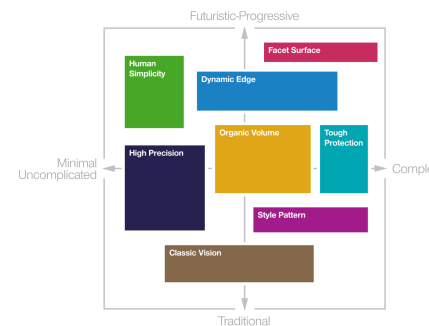 Futuristic-Progressive
Facet Surface
Human
Simplicity
Dynamic Edge
Organic Volume
Tough
Protection
High Precision
Minimal
Uncomplicated
Comple
Style Pattern
Classic Vision
Traditional